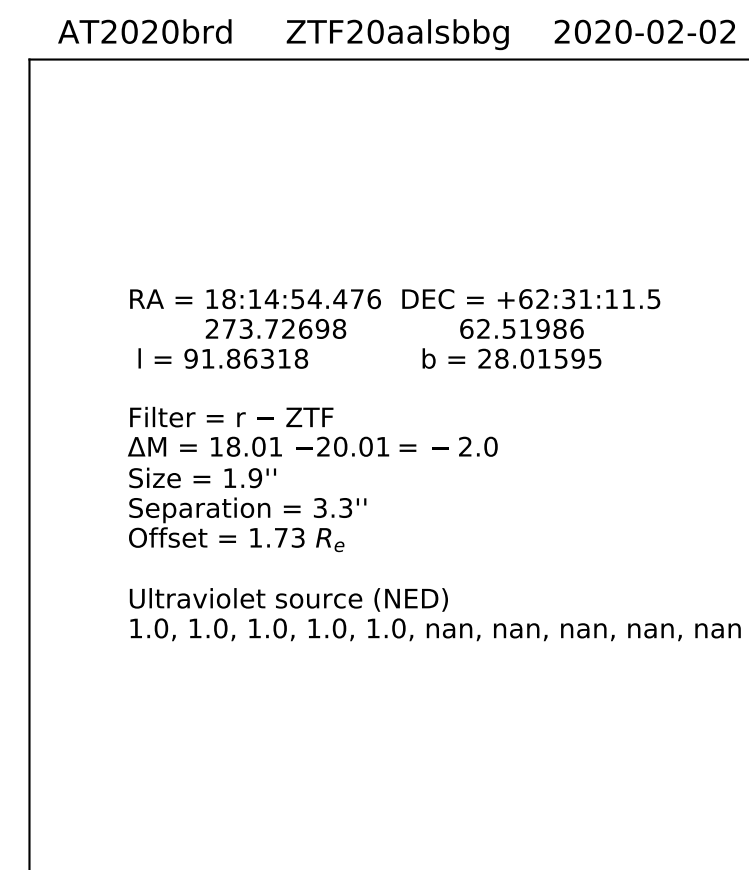 AT2020brd ZTF20aalsbbg 2020-02-02
RA = 18:14:54.476 DEC = +62:31:11.5
273.72698 62.51986
l = 91.86318 b = 28.01595
Filter = r − ZTF
ΔM = 18.01 −20.01 = − 2.0
Size = 1.9''
Separation = 3.3''
Offset = 1.73 Rₑ
Ultraviolet source (NED)
1.0, 1.0, 1.0, 1.0, 1.0, nan, nan, nan, nan, nan